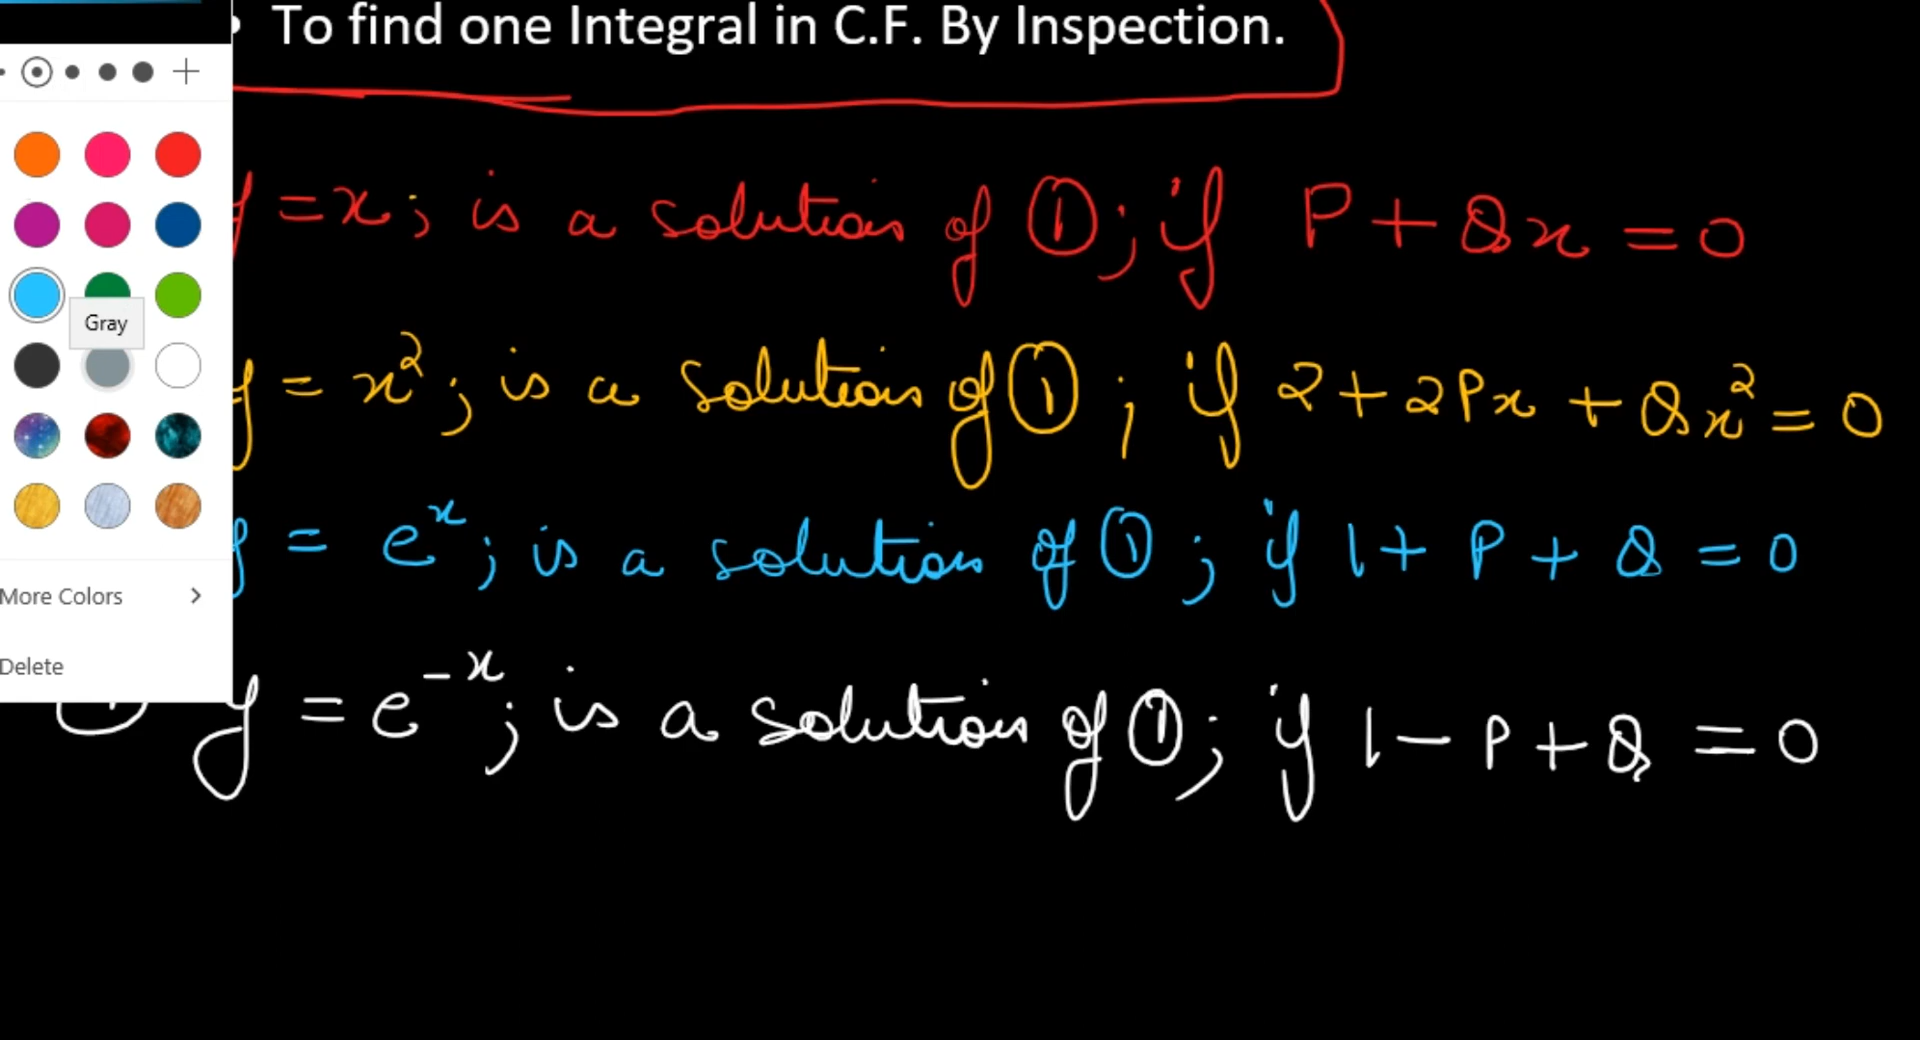 • To find one Integral in C.F. By Inspection.
y = x; is a solution of ①; if P + Qx = 0
y = x²; is a solution of ①; if 2 + 2Px + Qx² = 0
y = eˣ; is a solution of ①; if 1 + P + Q = 0
y = e⁻ˣ; is a solution of ①; if 1 - P + Q = 0
Gray
More Colors
Delete